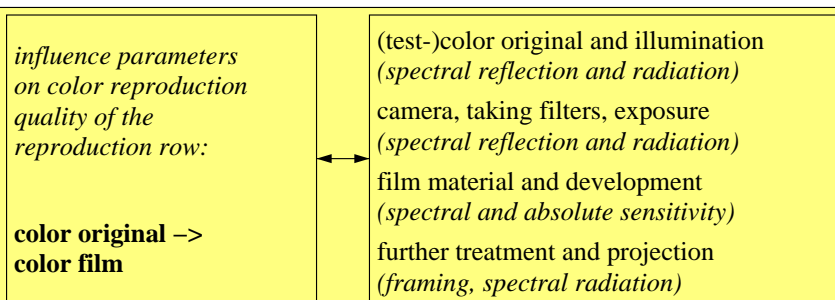 influence parameters
on color reproduction
quality of the
reproduction row:
color original −>
color film
(test-)color original and illumination
(spectral reflection and radiation)
camera, taking filters, exposure
(spectral reflection and radiation)
film material and development
(spectral and absolute sensitivity)
further treatment and projection
(framing, spectral radiation)